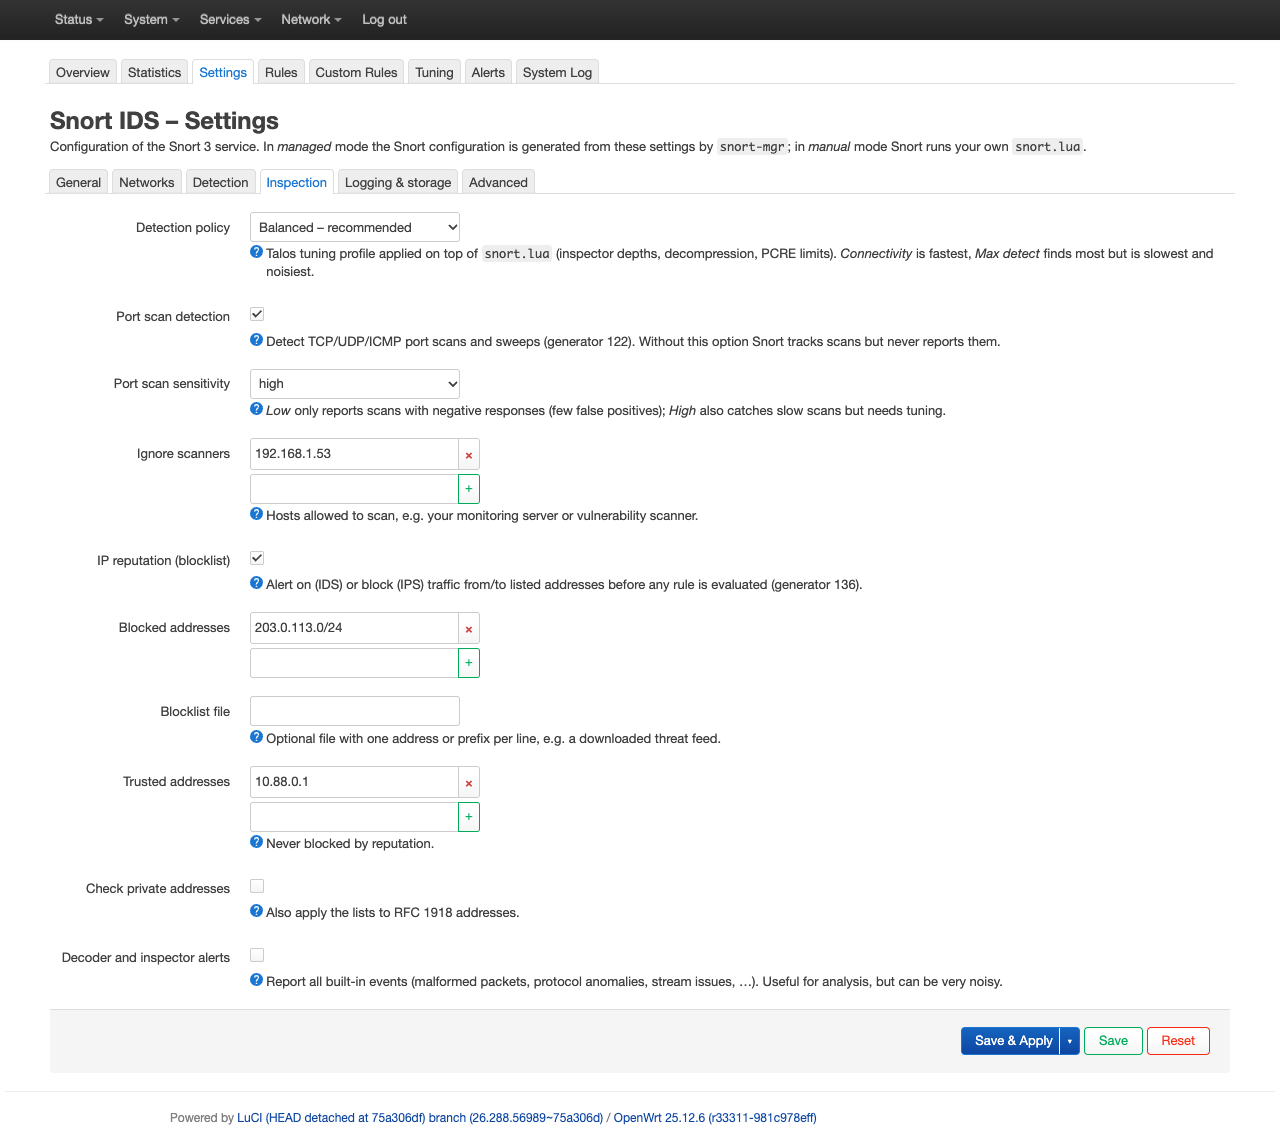 Status System Services Network Log out
Overview Statistics Settings Rules Custom Rules Tuning Alerts System Log
Snort IDS – Settings
Configuration of the Snort 3 service. In managed mode the Snort configuration is generated from these settings by snort-mgr; in manual mode Snort runs your own snort.lua.
General Networks Detection Inspection Logging & storage Advanced
Detection policy Balanced – recommended
Talos tuning profile applied on top of snort.lua (inspector depths, decompression, PCRE limits). Connectivity is fastest, Max detect finds most but is slowest and
noisiest.
Port scan detection
Detect TCP/UDP/ICMP port scans and sweeps (generator 122). Without this option Snort tracks scans but never reports them.
Port scan sensitivity high
Low only reports scans with negative responses (few false positives); High also catches slow scans but needs tuning.
Ignore scanners 192.168.1.53 ×
+
Hosts allowed to scan, e.g. your monitoring server or vulnerability scanner.
IP reputation (blocklist)
Alert on (IDS) or block (IPS) traffic from/to listed addresses before any rule is evaluated (generator 136).
Blocked addresses 203.0.113.0/24 ×
+
Blocklist file
Optional file with one address or prefix per line, e.g. a downloaded threat feed.
Trusted addresses 10.88.0.1 ×
+
Never blocked by reputation.
Check private addresses
Also apply the lists to RFC 1918 addresses.
Decoder and inspector alerts
Report all built-in events (malformed packets, protocol anomalies, stream issues, …). Useful for analysis, but can be very noisy.
Save & Apply Save Reset
Powered by LuCI (HEAD detached at 75a306df) branch (26.288.56989~75a306d) / OpenWrt 25.12.6 (r33311-981c978eff)